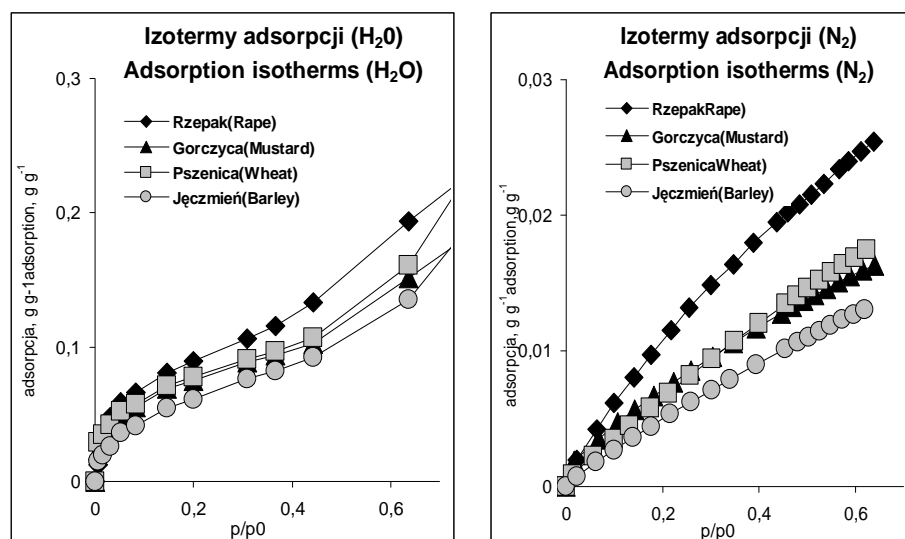 Izotermy adsorpcji (H₂0)
Adsorption isotherms (H₂O)
0,3
0,2
0,1
0
adsorpcja, g g-1adsorption, g g⁻¹
Rzepak(Rape)
Gorczyca(Mustard)
Pszenica(Wheat)
Jęczmień(Barley)
0
0,2
0,4
0,6
p/p0
Izotermy adsorpcji (N₂)
Adsorption isotherms (N₂)
0,03
0,02
0,01
0,000
adsorpcja, g g⁻¹adsorption,g g⁻¹
RzepakRape)
Gorczyca(Mustard)
PszenicaWheat)
Jęczmień(Barley)
0
0,2
0,4
0,6
p/p0